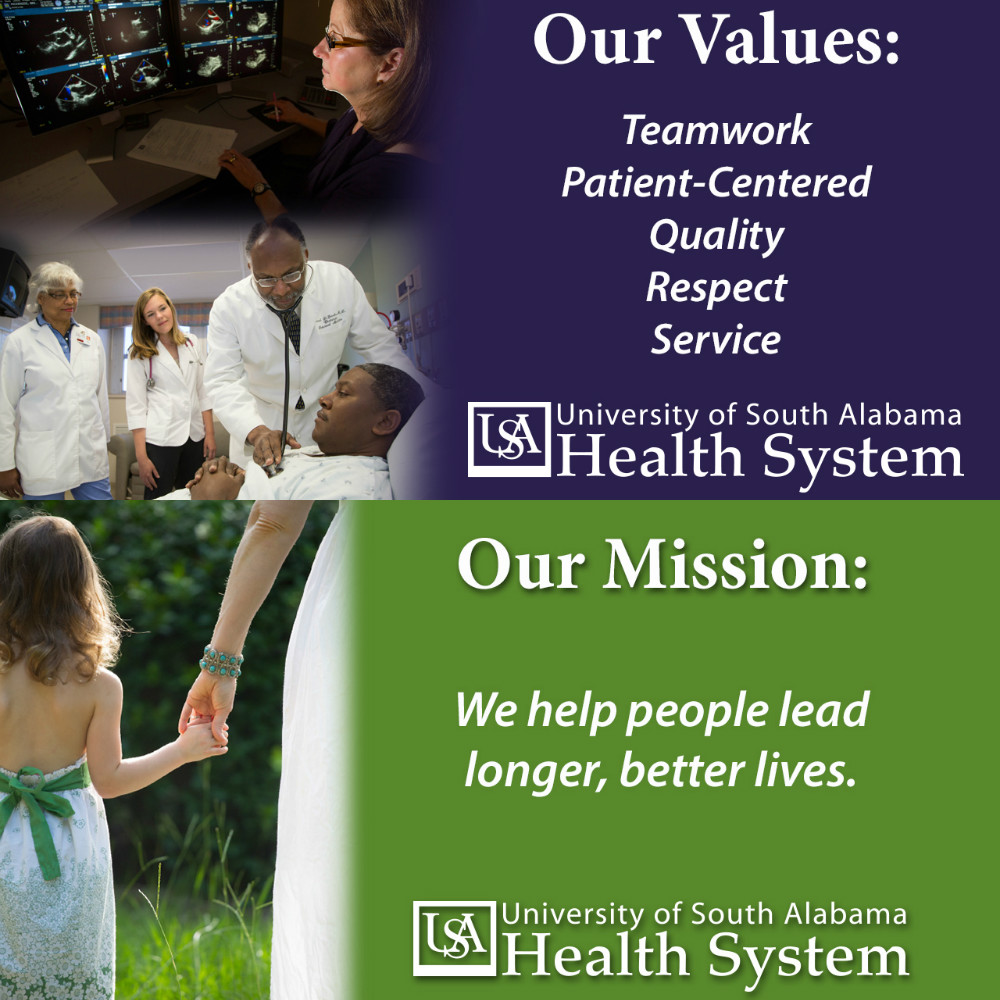 Our Values:
Teamwork
Patient-Centered
Quality
Respect
Service
USA
University of South Alabama
Health System
Our Mission:
We help people lead
longer, better lives.
USA
University of South Alabama
Health System